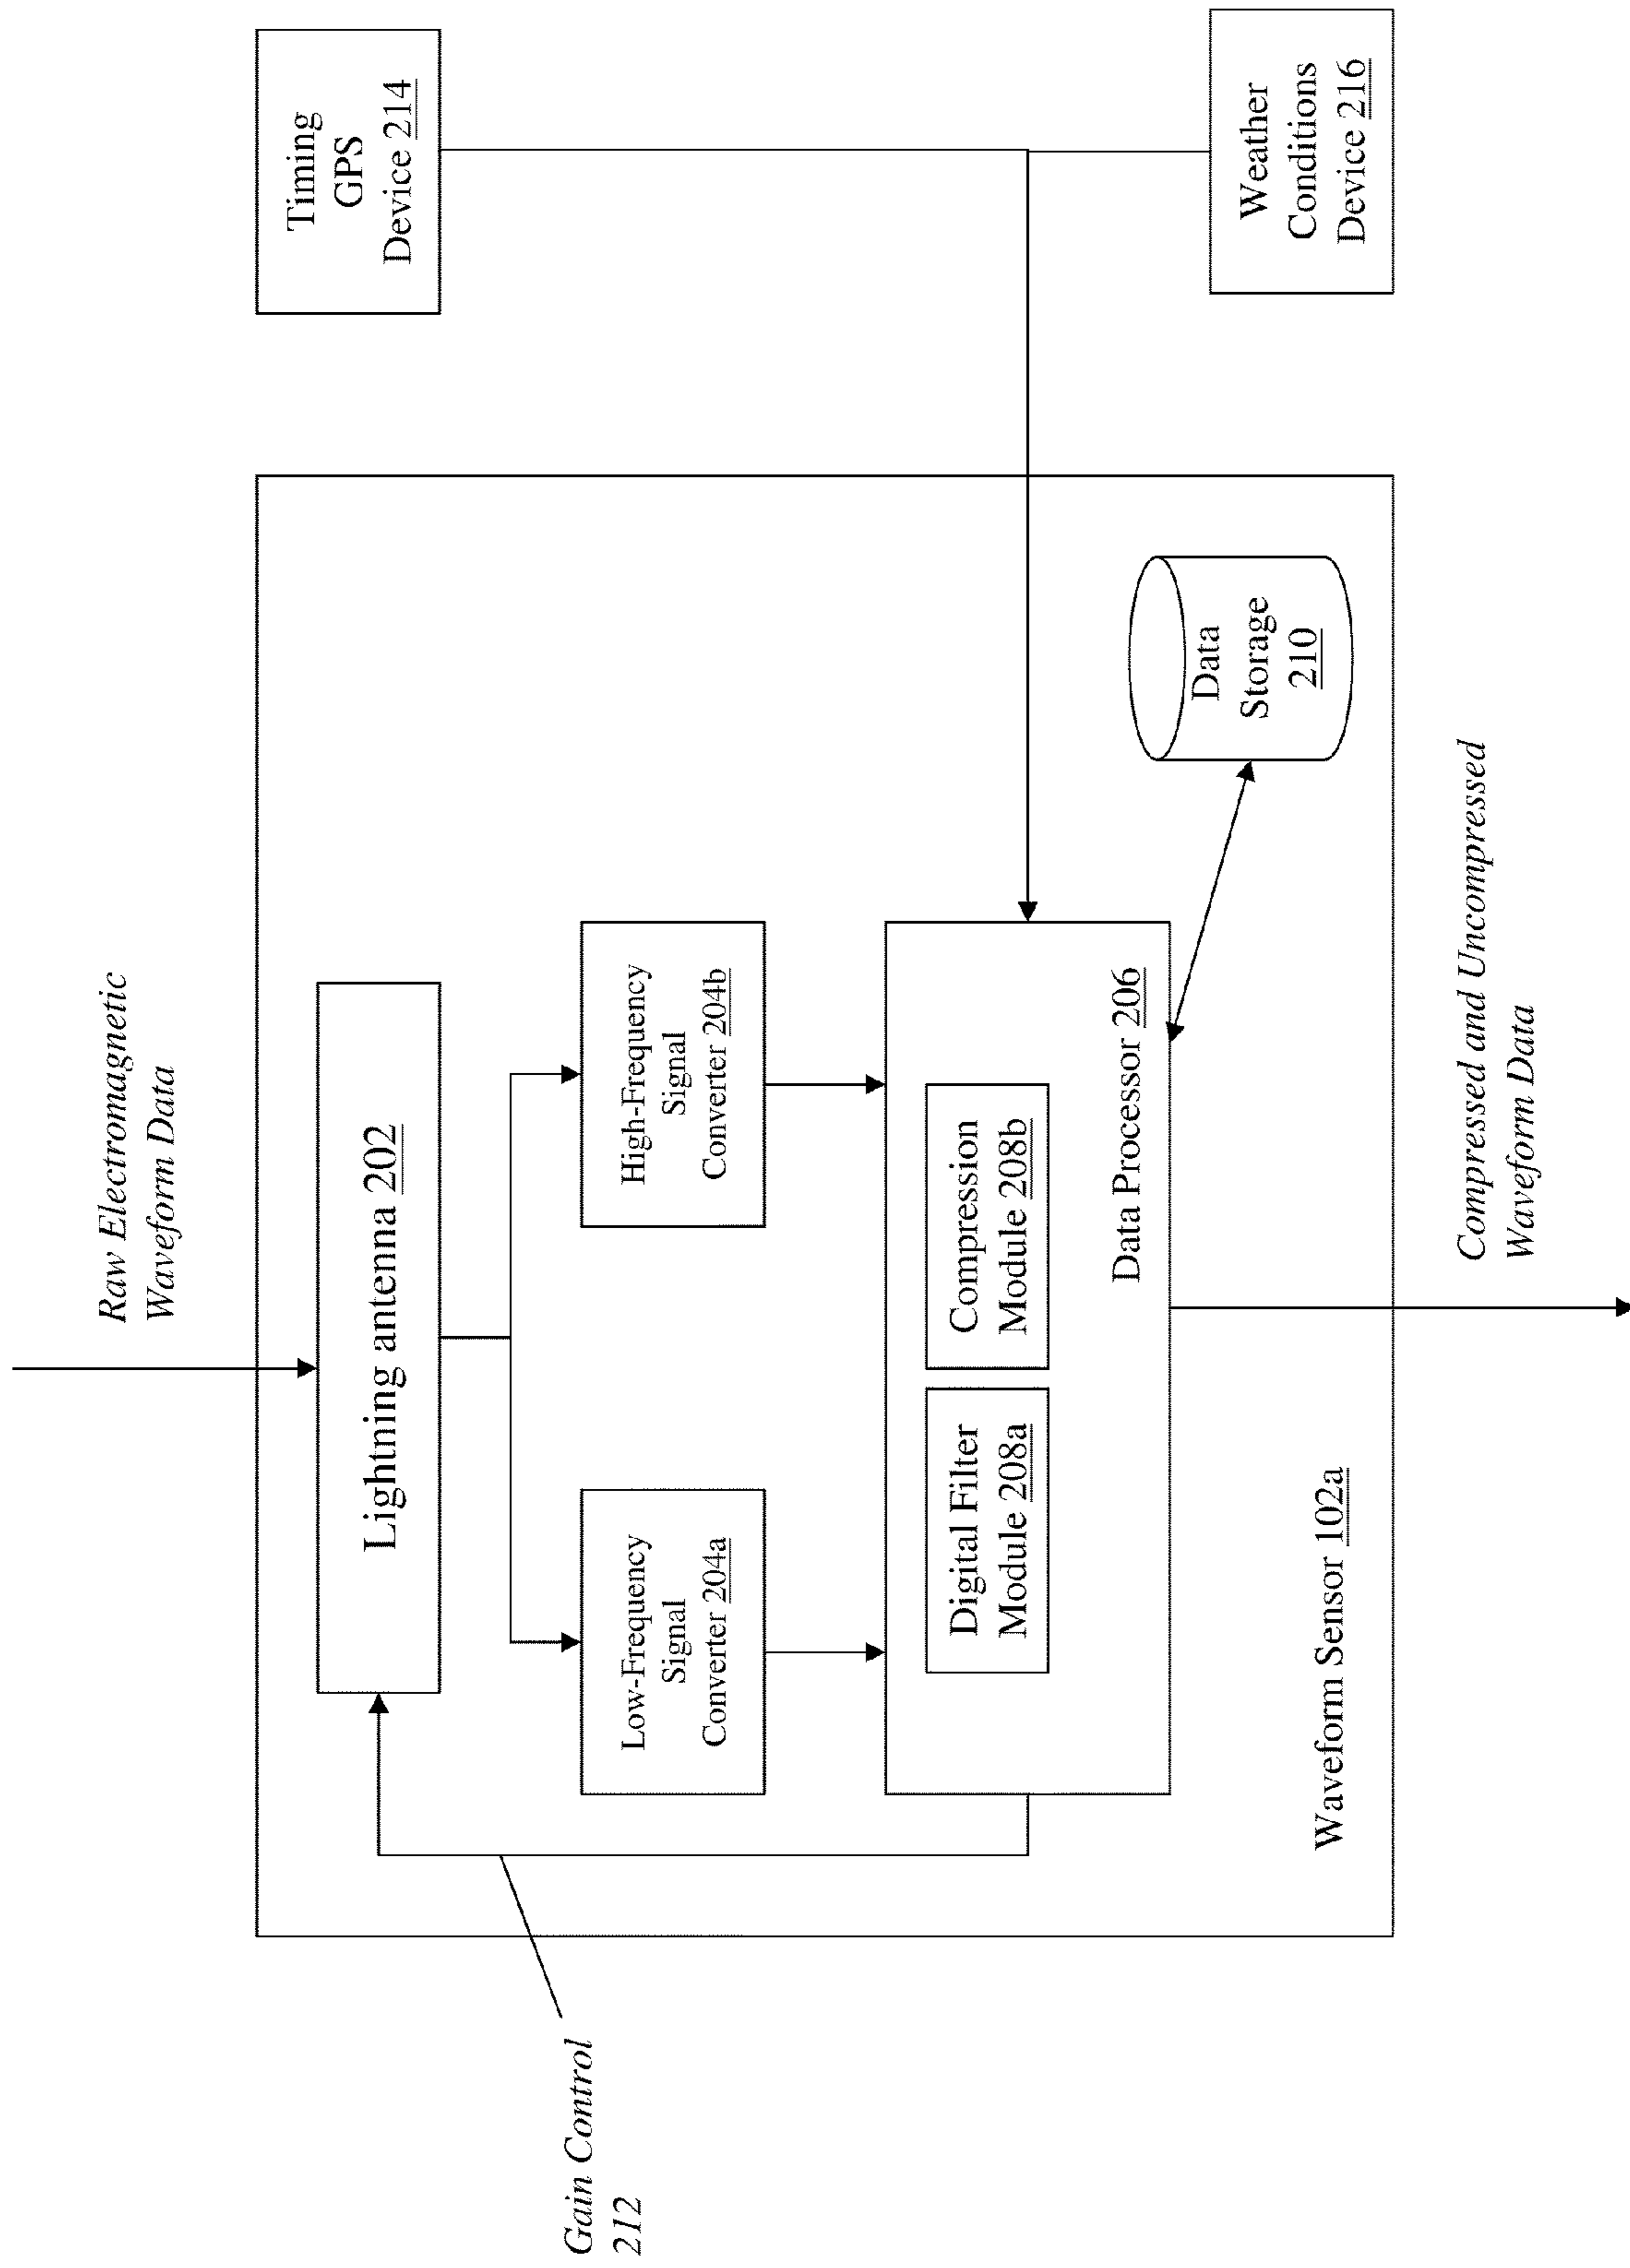 Raw Electromagnetic
Waveform Data
Lightning antenna 202
Timing
GPS
Device 214
Low-Frequency
Signal
Converter 204a
High-Frequency
Signal
Converter 204b
Gain Control
212
Digital Filter
Module 208a
Compression
Module 208b
Data Processor 206
Data
Storage
210
Weather
Conditions
Device 216
Waveform Sensor 102a
Compressed and Uncompressed
Waveform Data